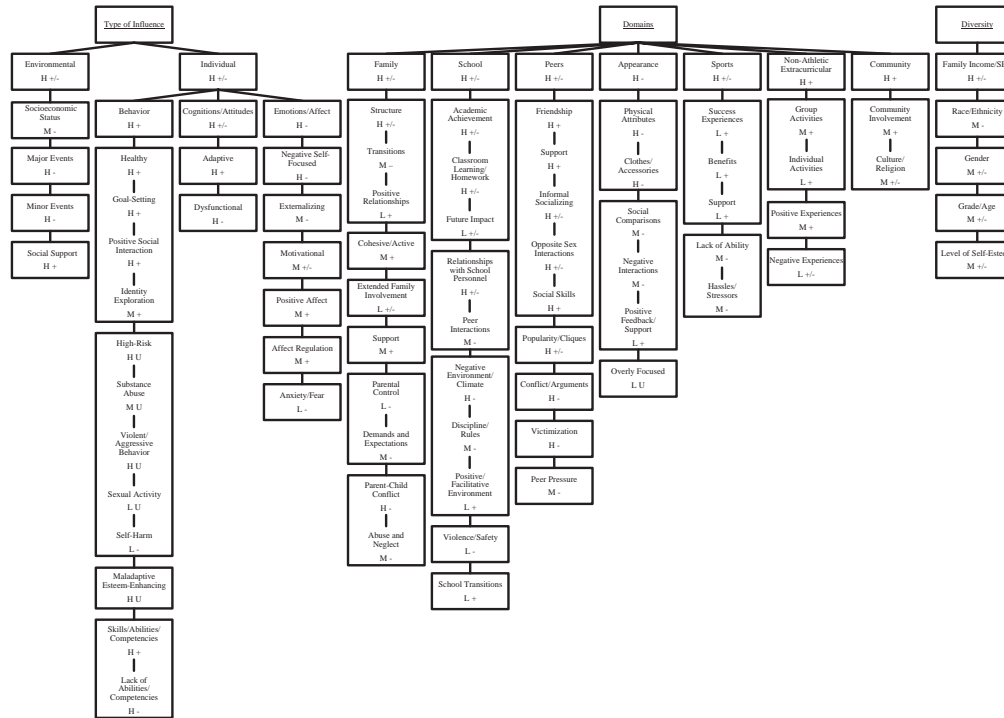 Type of Influence
Domains
Diversity
Environmental
H +/-
Individual
H +/-
Family
H +/-
School
H +/-
Peers
H +/-
Appearance
H -
Sports
H +/-
Non-Athletic
Extracurricular
H +
Community
H +
Family Income/
H +/-
Socioeconomic
Status
M -
Major Events
H -
Minor Events
H -
Social Support
H +
Behavior
H +
Healthy
H +
Goal-Setting
H +
Positive Social
Interaction
H +
Identity
Exploration
M +
High-Risk
H U
Substance
Abuse
M U
Violent/
Aggressive
Behavior
H U
Sexual Activity
L U
Self-Harm
L -
Maladaptive
Esteem-Enhancing
H U
Skills/Abilities/
Competencies
H +
Lack of
Abilities/
Competencies
H -
Cognitions/Attitudes
H +/-
Adaptive
H +
Dysfunctional
H -
Emotions/Affect
H -
Negative Self-
Focused
H -
Externalizing
M -
Motivational
M +/-
Positive Affect
M +
Affect Regulation
M +
Anxiety/Fear
L -
Structure
H +/-
Transitions
M –
Positive
Relationships
L +
Cohesive/Active
M +
Extended Family
Involvement
L +/-
Support
M +
Parental
Control
L -
Demands and
Expectations
M -
Parent-Child
Conflict
H -
Abuse and
Neglect
M -
Academic
Achievement
H +/-
Classroom
Learning/
Homework
H +/-
Future Impact
L +/-
Relationships
with School
Personnel
H +/-
Peer
Interactions
M -
Negative
Environment/
Climate
H -
Discipline/
Rules
M -
Positive/
Facilitative
Environment
L +
Violence/Safety
L -
School Transitions
L +
Friendship
H +
Support
H +
Informal
Socializing
H +/-
Opposite Sex
Interactions
H +/-
Social Skills
H +
Popularity/Cliques
H +/-
Conflict/Arguments
H -
Victimization
H -
Peer Pressure
M -
Physical
Attributes
H -
Clothes/
Accessories
H -
Social
Comparisons
M -
Negative
Interactions
M -
Positive
Feedback/
Support
L +
Overly Focused
L U
Success
Experiences
L +
Benefits
L +
Support
L +
Lack of Ability
M -
Hassles/
Stressors
M -
Group
Activities
M +
Individual
Activities
L +
Positive Experiences
M +
Negative Experiences
L +/-
Community
Involvement
M +
Culture/
Religion
M +/-
Race/Ethnicity
M -
Gender
M +/-
Grade/Age
M +/-
Level of
M +/-